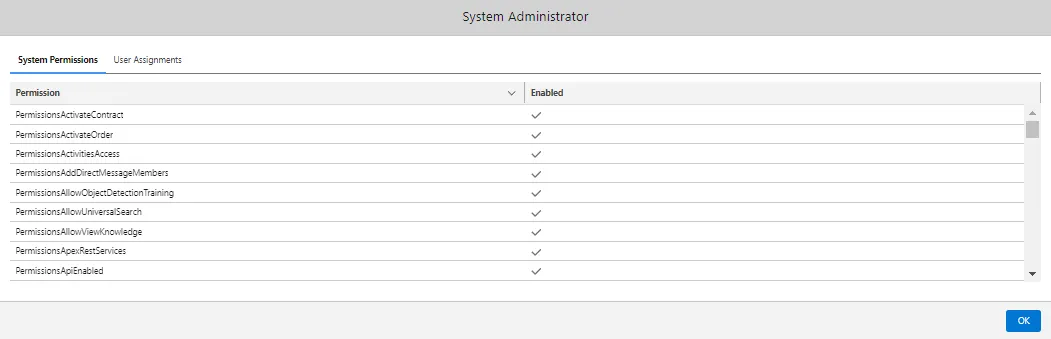 System Administrator
System Permissions User Assignments
Permission Enabled
PermissionsActivateContract
PermissionsActivateOrder
PermissionsActivitiesAccess
PermissionsAddDirectMessageMembers
PermissionsAllowObjectDetectionTraining
PermissionsAllowUniversalSearch
PermissionsAllowViewKnowledge
PermissionsApexRestServices
PermissionsApiEnabled
OK